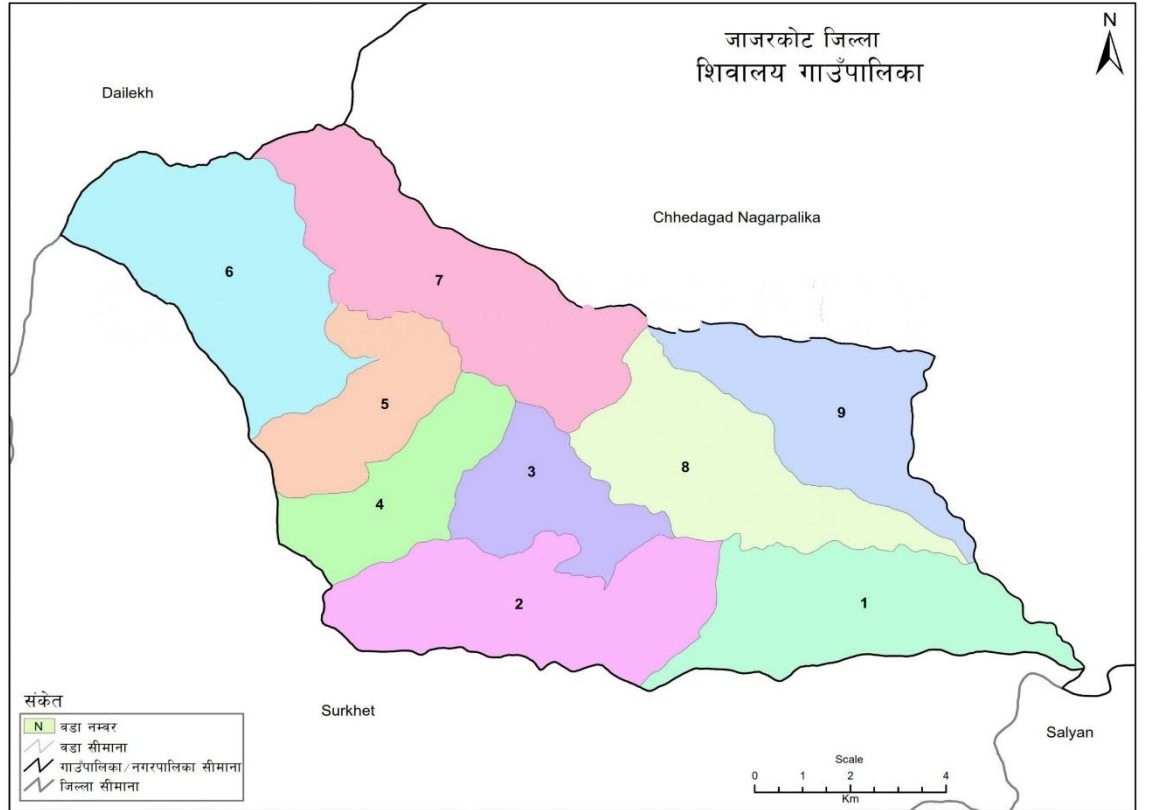 जाजरकोट जिल्ला
शिवालय गाउँपालिका
N
Dailekh
Chhedagad Nagarpalika
6
7
5
9
8
3
4
2
1
Surkhet
Salyan
संकेत
N वडा नम्वर
वडा सीमाना
गाउँपालिका/नगरपालिका सीमाना
जिल्ला सीमाना
Scale
0 1 2 4
Km